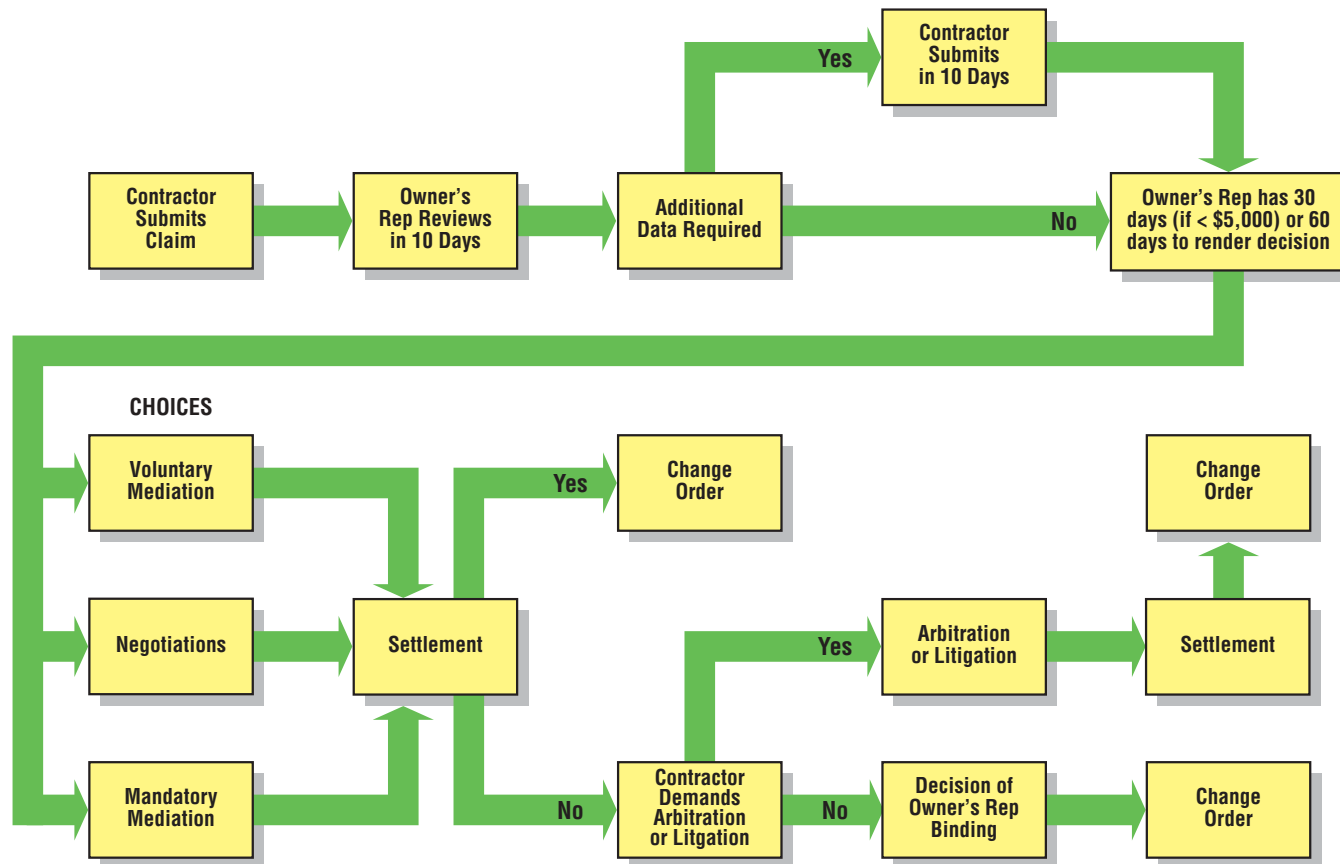 Yes
Contractor
Submits
in 10 Days
Contractor
Submits
Claim
Owner's
Rep Reviews
in 10 Days
Additional
Data Required
No
Owner's Rep has 30
days (if < $5,000) or 60
days to render decision
CHOICES
Voluntary
Mediation
Yes
Change
Order
Change
Order
Negotiations
Settlement
Yes
Arbitration
or Litigation
Settlement
Mandatory
Mediation
No
Contractor
Demands
Arbitration
or Litgation
No
Decision of
Owner's Rep
Binding
Change
Order